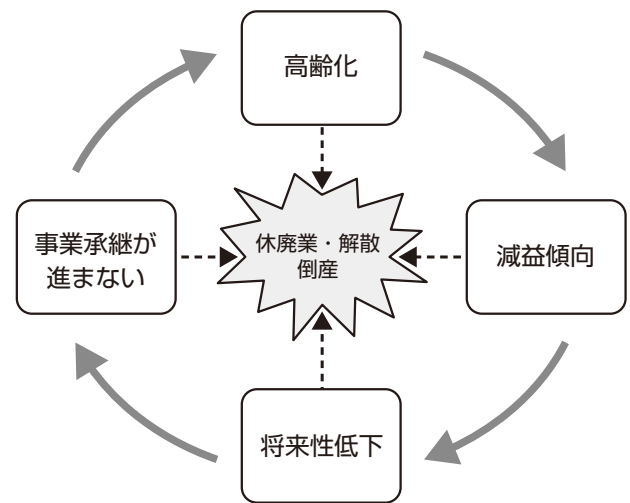 高齢化
事業承継が
進まない
休廃業・解散
倒産
減益傾向
将来性低下